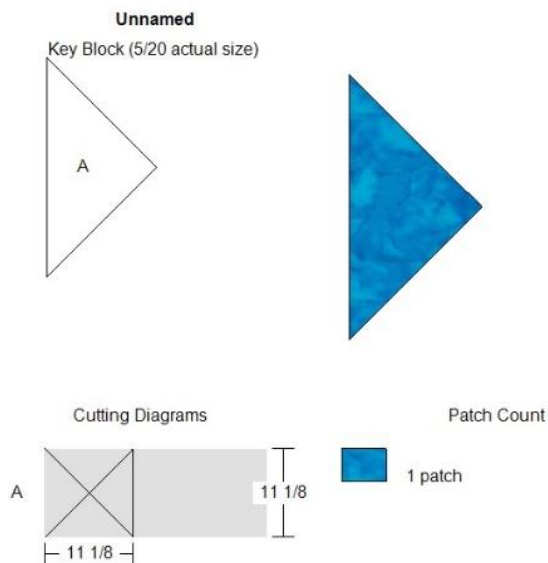 Unnamed
Key Block (5/20 actual size)
A
Cutting Diagrams
Patch Count
A
11 1/8
11 1/8
1 patch